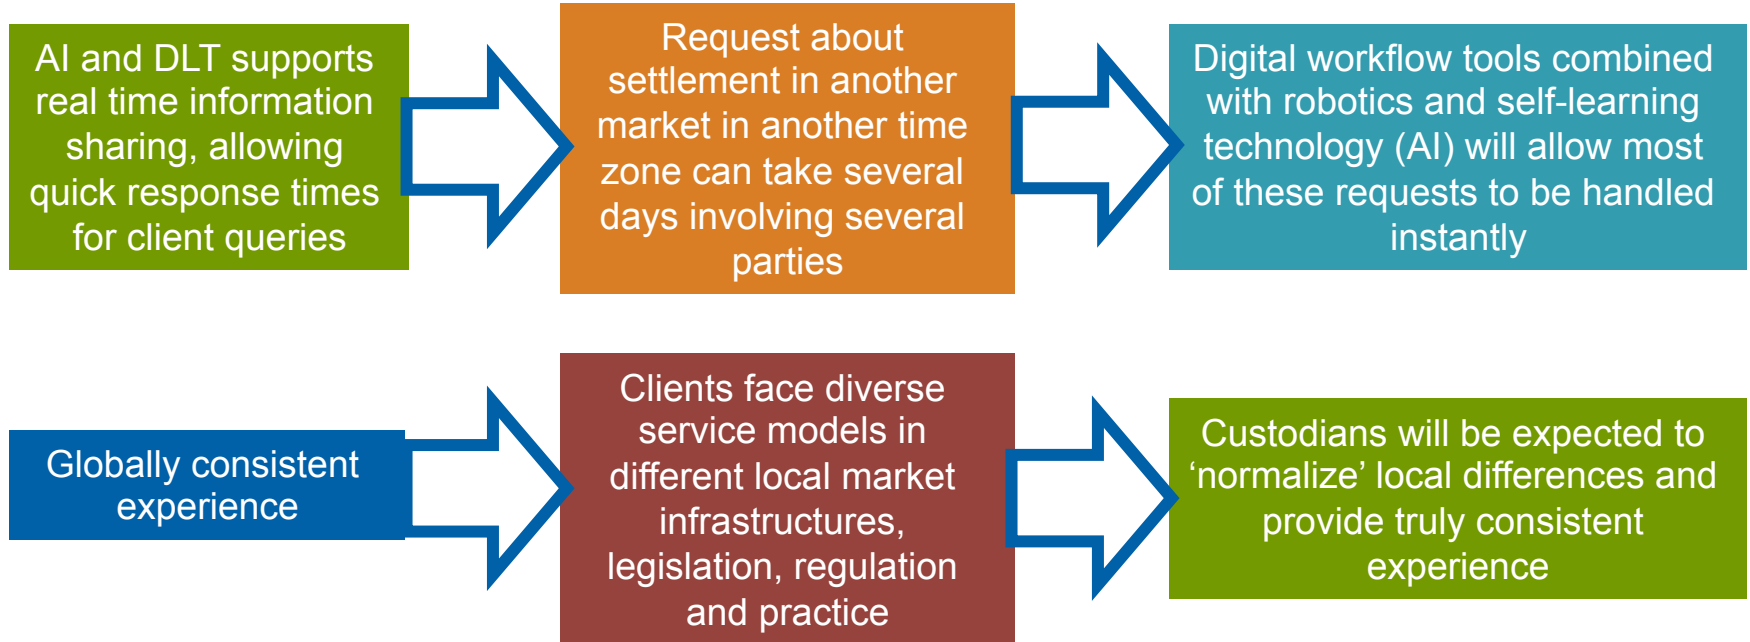 AI and DLT supports
real time information
sharing, allowing
quick response times
for client queries
Request about
settlement in another
market in another time
zone can take several
days involving several
parties
Digital workflow tools combined
with robotics and self-learning
technology (AI) will allow most
of these requests to be handled
instantly
Globally consistent
experience
Clients face diverse
service models in
different local market
infrastructures,
legislation, regulation
and practice
Custodians will be expected to
‘normalize’ local differences and
provide truly consistent
experience